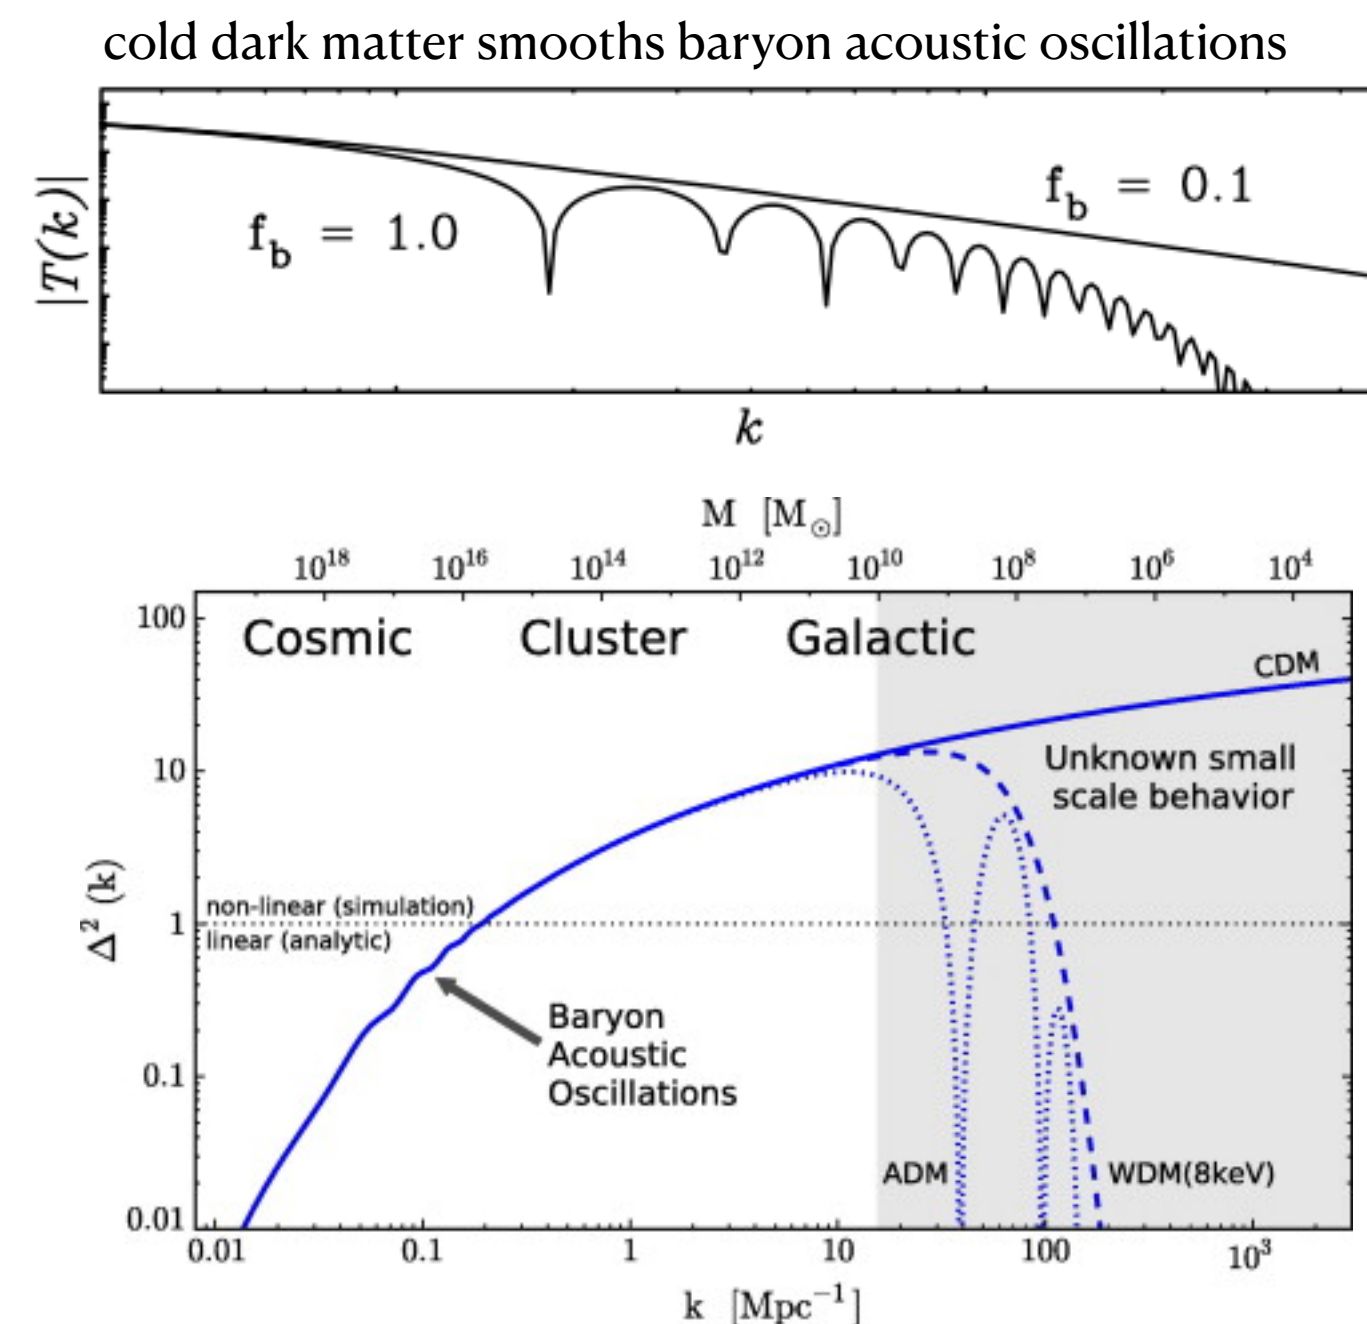 cold dark matter smooths baryon acoustic oscillations
|T(k)|
f_b = 1.0
f_b = 0.1
k
M [M_⊙]
10^18 10^16 10^14 10^12 10^10 10^8 10^6 10^4
Cosmic Cluster Galactic
CDM
Unknown small
scale behavior
Δ^2 (k)
100
10
1
0.1
0.01
non-linear (simulation)
linear (analytic)
Baryon
Acoustic
Oscillations
ADM
WDM(8keV)
0.01 0.1 1 10 100 10^3
k [Mpc^−1]